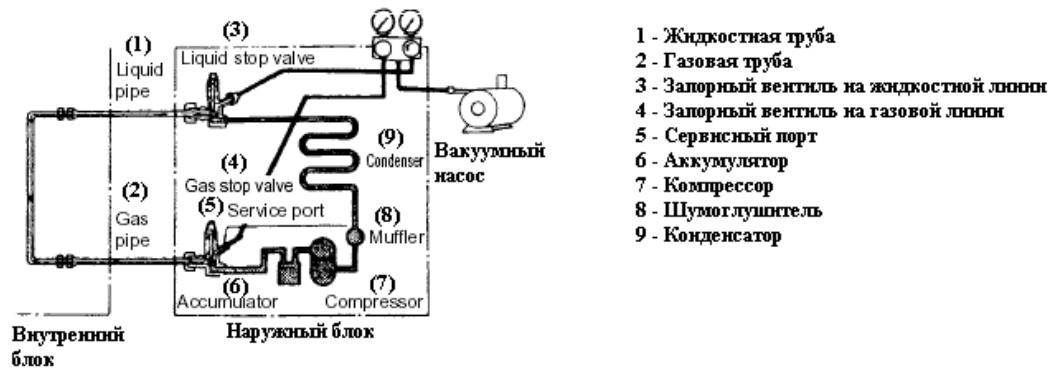 (1)
Liquid
pipe
(3)
Liquid stop valve
(9)
Condenser
Вакуумный
насос
(4)
Gas stop valve
(2)
Gas
pipe
(5)
Service port
(8)
Muffler
(6)
Accumulator
(7)
Compressor
Внутренний
блок
Наружный блок
1 - Жидкостная труба
2 - Газовая труба
3 - Запорный вентиль на жидкостной линии
4 - Запорный вентиль на газовой линии
5 - Сервисный порт
6 - Аккумулятор
7 - Компрессор
8 - Шумоглушитель
9 - Конденсатор